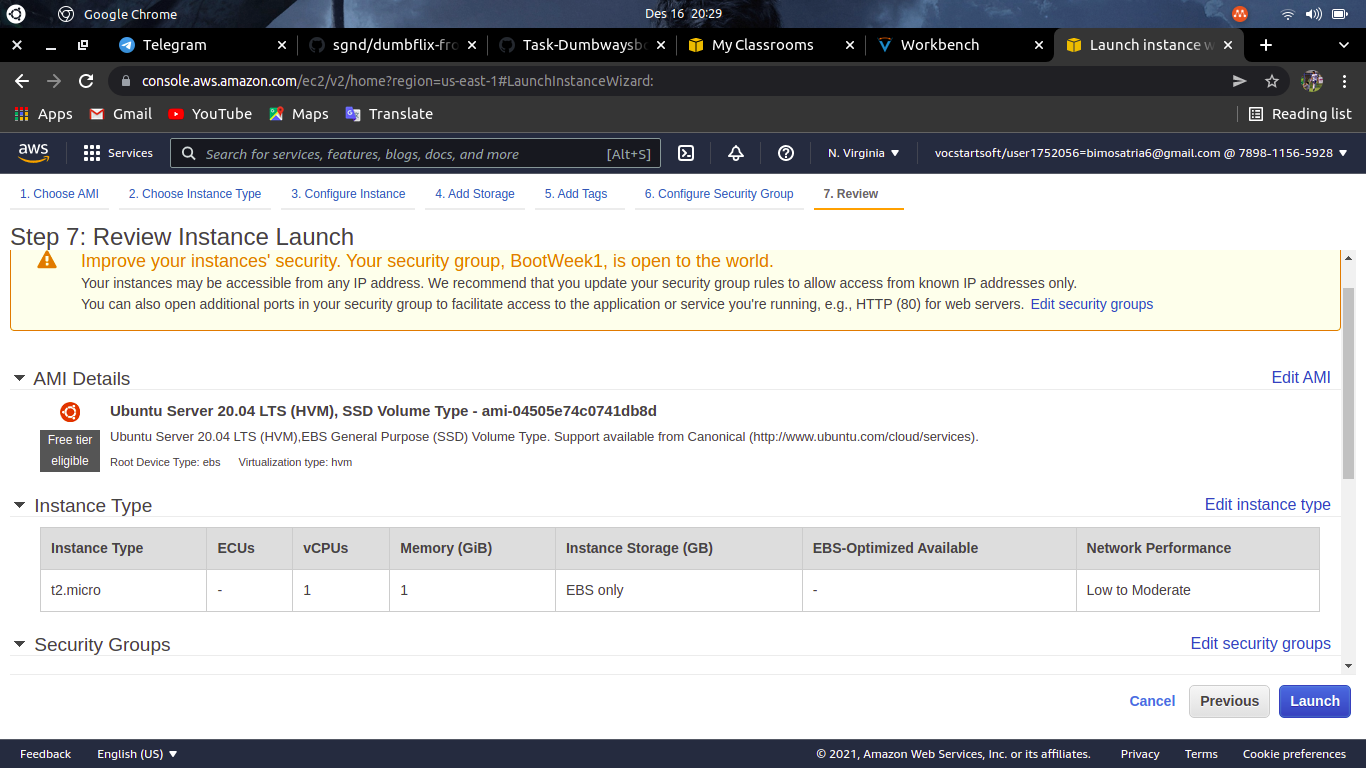 Google Chrome
Des 16 20:29
Telegram
sgnd/dumbflix-fro
Task-Dumbwaysbo
My Classrooms
Workbench
Launch instance w
console.aws.amazon.com/ec2/v2/home?region=us-east-1#LaunchInstanceWizard:
Apps
Gmail
YouTube
Maps
Translate
Reading list
aws
Services
Search for services, features, blogs, docs, and more
[Alt+S]
N. Virginia
vocstartsoft/user1752056=bimosatria6@gmail.com @ 7898-1156-5928
1. Choose AMI
2. Choose Instance Type
3. Configure Instance
4. Add Storage
5. Add Tags
6. Configure Security Group
7. Review
Step 7: Review Instance Launch
Improve your instances' security. Your security group, BootWeek1, is open to the world.
Your instances may be accessible from any IP address. We recommend that you update your security group rules to allow access from known IP addresses only.
You can also open additional ports in your security group to facilitate access to the application or service you're running, e.g., HTTP (80) for web servers. Edit security groups
AMI Details
Edit AMI
Ubuntu Server 20.04 LTS (HVM), SSD Volume Type - ami-04505e74c0741db8d
Free tier
eligible
Ubuntu Server 20.04 LTS (HVM),EBS General Purpose (SSD) Volume Type. Support available from Canonical (http://www.ubuntu.com/cloud/services).
Root Device Type: ebs Virtualization type: hvm
Instance Type
Edit instance type
Instance Type ECUs vCPUs Memory (GiB) Instance Storage (GB) EBS-Optimized Available Network Performance
t2.micro - 1 1 EBS only - Low to Moderate
Security Groups
Edit security groups
Cancel
Previous
Launch
Feedback
English (US)
© 2021, Amazon Web Services, Inc. or its affiliates.
Privacy
Terms
Cookie preferences